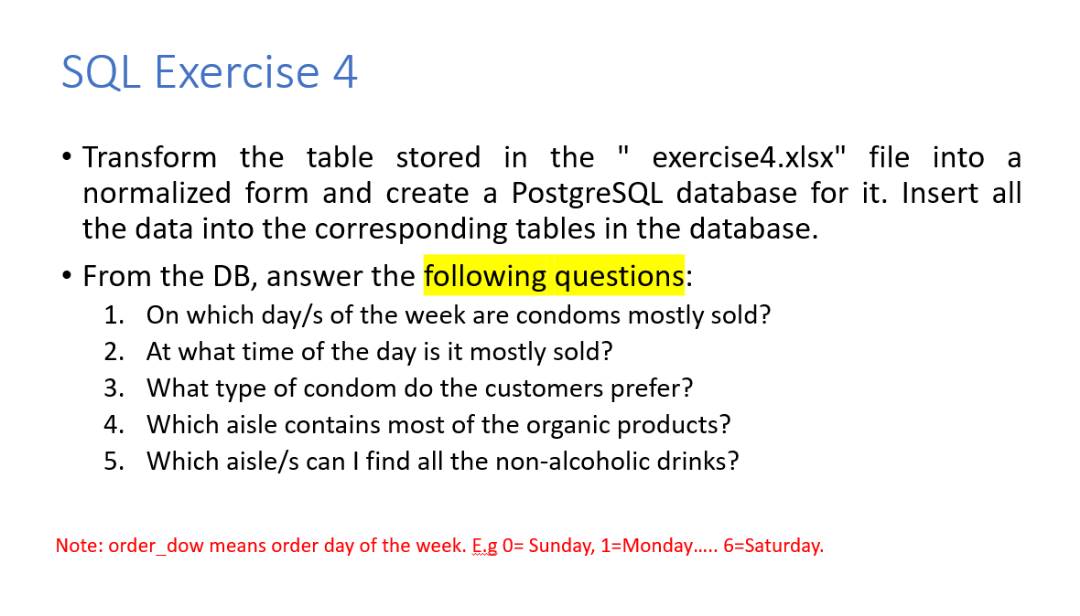 SQL Exercise 4
• Transform the table stored in the " exercise4.xlsx" file into a
normalized form and create a PostgreSQL database for it. Insert all
the data into the corresponding tables in the database.
• From the DB, answer the following questions:
1. On which day/s of the week are condoms mostly sold?
2. At what time of the day is it mostly sold?
3. What type of condom do the customers prefer?
4. Which aisle contains most of the organic products?
5. Which aisle/s can I find all the non-alcoholic drinks?
Note: order_dow means order day of the week. E.g 0= Sunday, 1=Monday….. 6=Saturday.